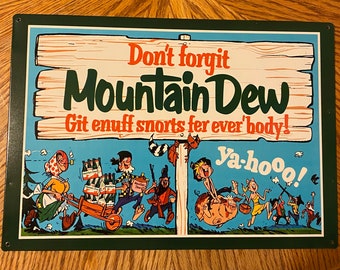 Don't forgit
Mountain Dew
Git enuff snorts fer ever'body!
ya-hooo!